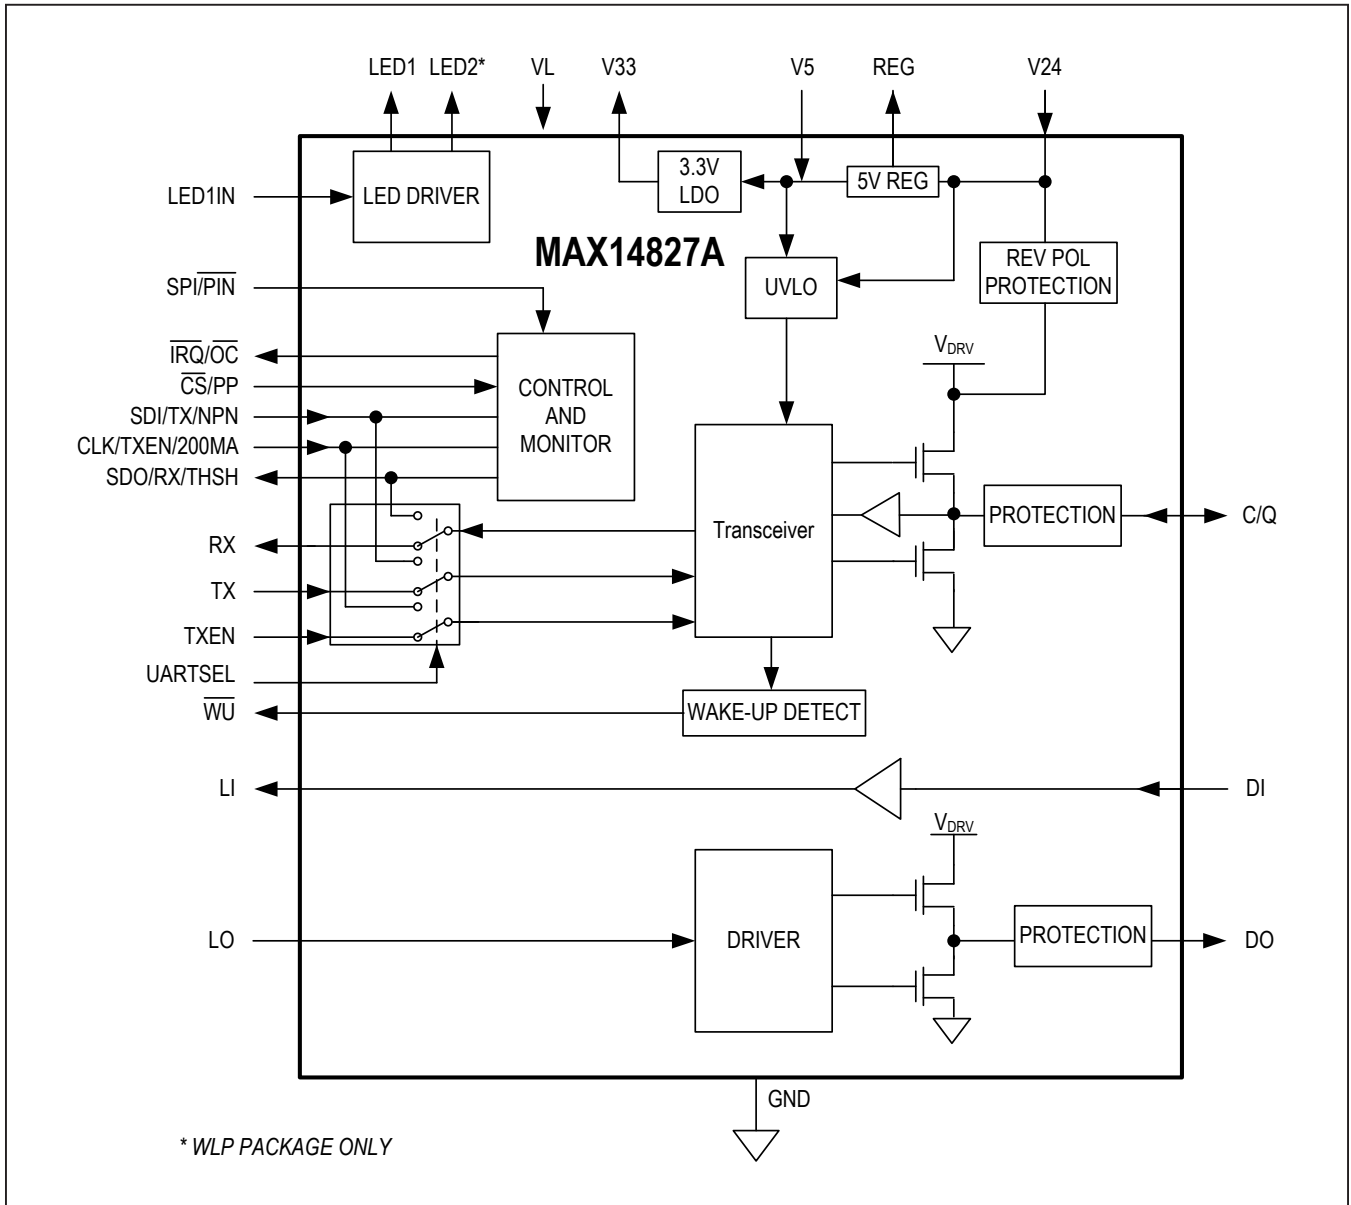 LED1 LED2* VL V33 V5 REG V24
LED1IN
LED DRIVER
3.3V
LDO
5V REG
MAX14827A
REV POL
PROTECTION
SPI/PIN
UVLO
IRQ/OC
CS/PP
SDI/TX/NPN
CLK/TXEN/200MA
SDO/RX/THSH
CONTROL
AND
MONITOR
VDRV
RX
TX
TXEN
UARTSEL
WU
Transceiver
PROTECTION
C/Q
WAKE-UP DETECT
LI
DI
VDRV
LO
DRIVER
PROTECTION
DO
GND
* WLP PACKAGE ONLY